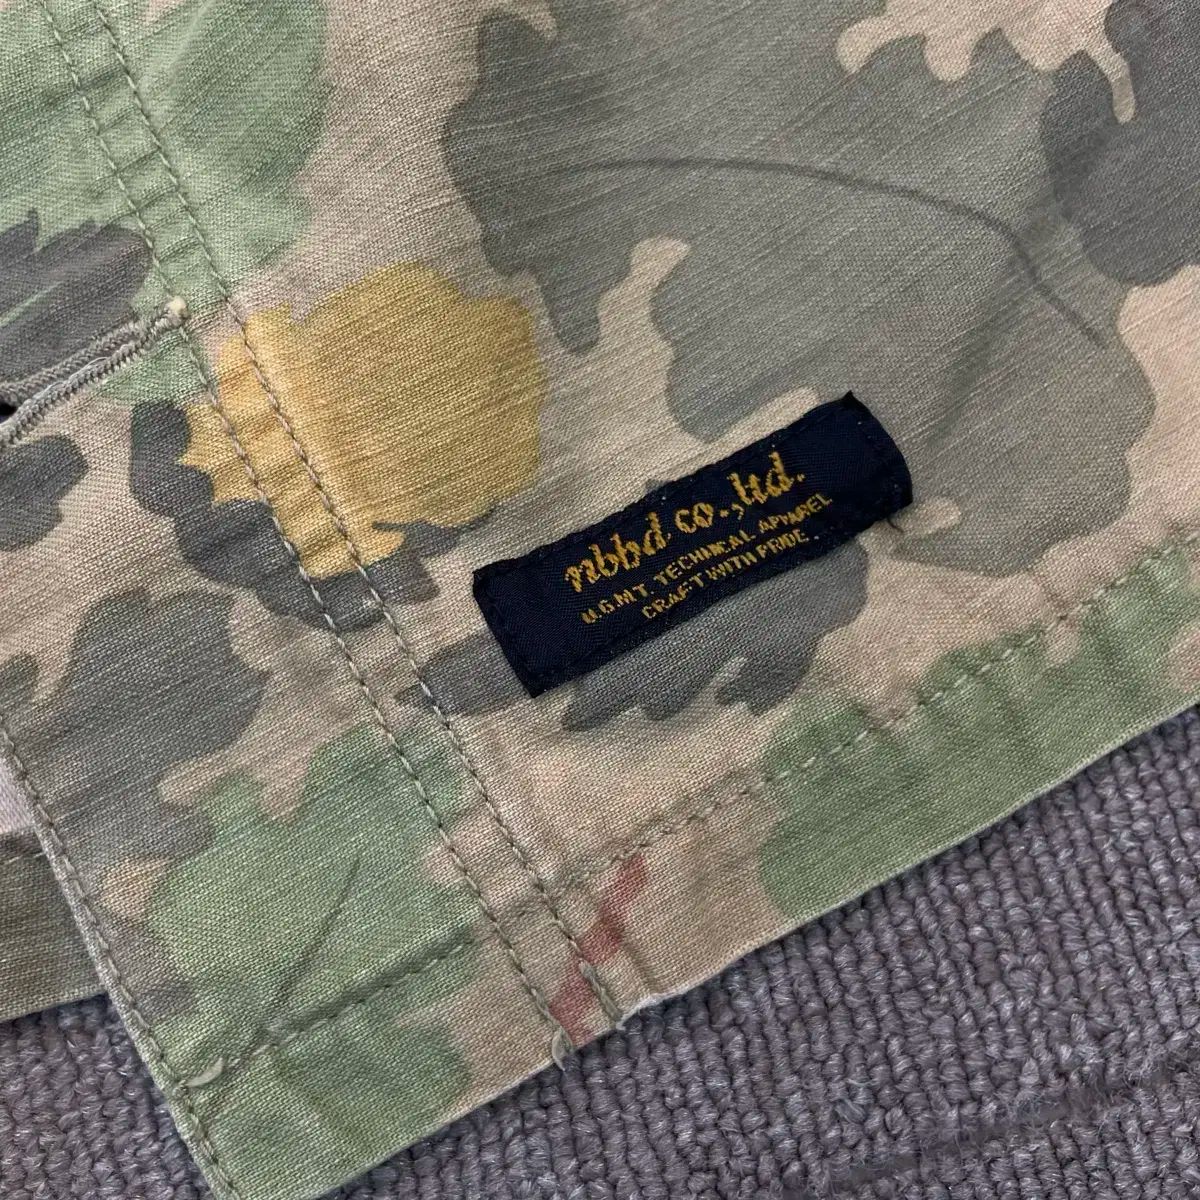 nbbd co.,ltd.
U.G.M.T. TECHNICAL APPAREL
CRAFT WITH PRIDE.